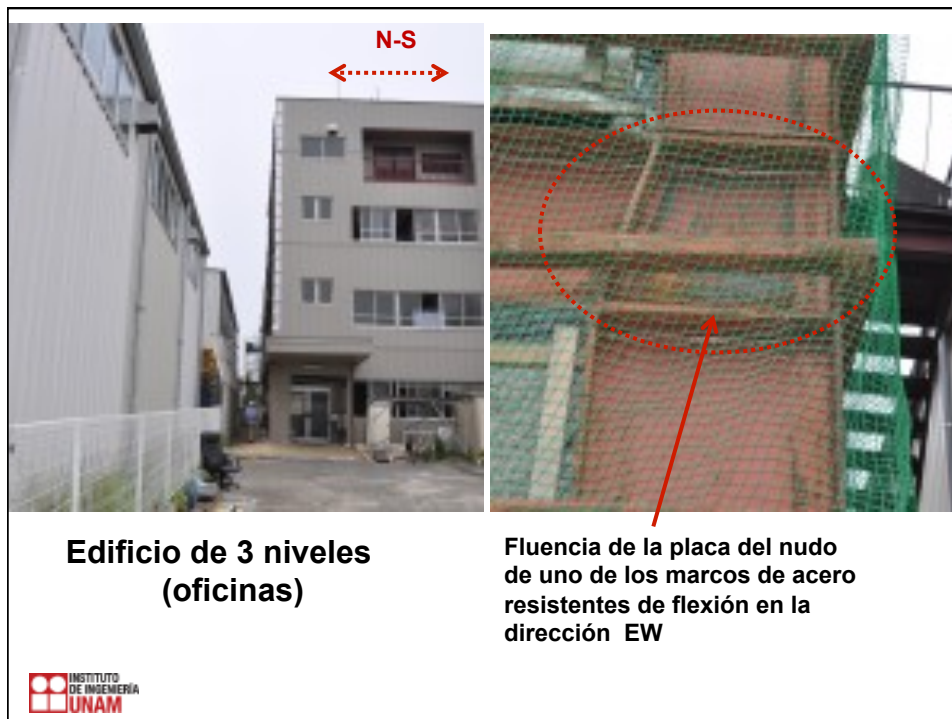 N-S
Edificio de 3 niveles
(oficinas)
Fluencia de la placa del nudo
de uno de los marcos de acero
resistentes de flexión en la
dirección EW
INSTITUTO
DE INGENIERÍA
UNAM